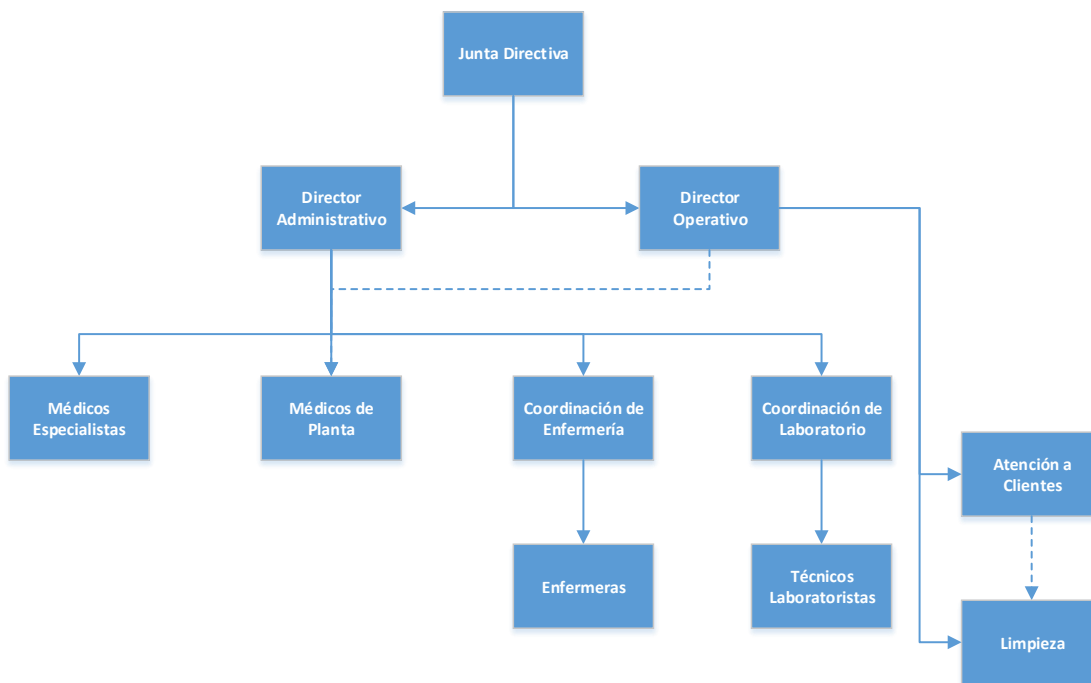 Junta Directiva
Director
Administrativo
Director
Operativo
Médicos
Especialistas
Médicos de
Planta
Coordinación de
Enfermería
Coordinación de
Laboratorio
Atención a
Clientes
Enfermeras
Técnicos
Laboratoristas
Limpieza